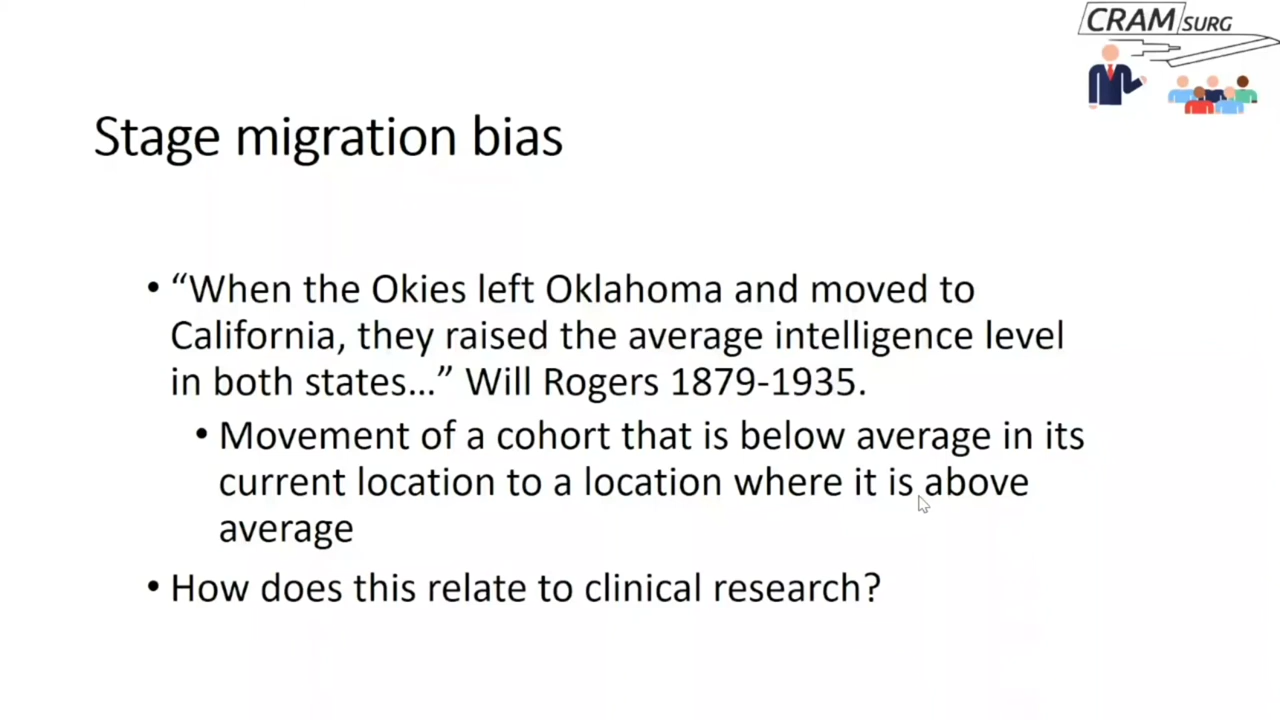 CRAM SURG
Stage migration bias
• “When the Okies left Oklahoma and moved to
California, they raised the average intelligence level
in both states…” Will Rogers 1879-1935.
• Movement of a cohort that is below average in its
current location to a location where it is above
average
• How does this relate to clinical research?